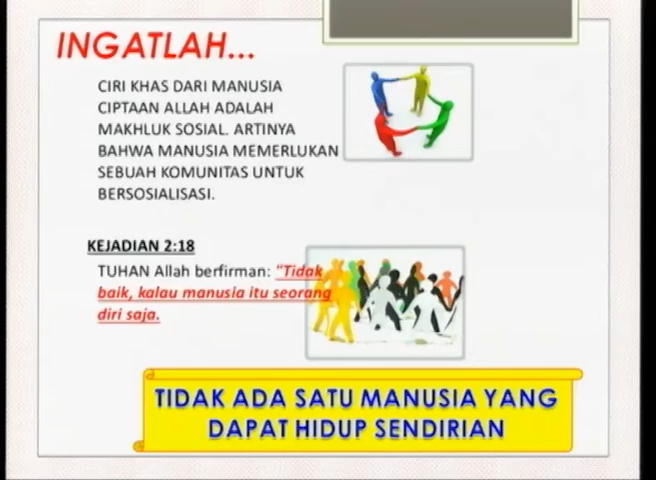 INGATLAH...
CIRI KHAS DARI MANUSIA
CIPTAAN ALLAH ADALAH
MAKHLUK SOSIAL. ARTINYA
BAHWA MANUSIA MEMERLUKAN
SEBUAH KOMUNITAS UNTUK
BERSOSIALISASI.
KEJADIAN 2:18
TUHAN Allah berfirman: "Tidak
baik, kalau manusia itu seorang
diri saja.
TIDAK ADA SATU MANUSIA YANG
DAPAT HIDUP SENDIRIAN